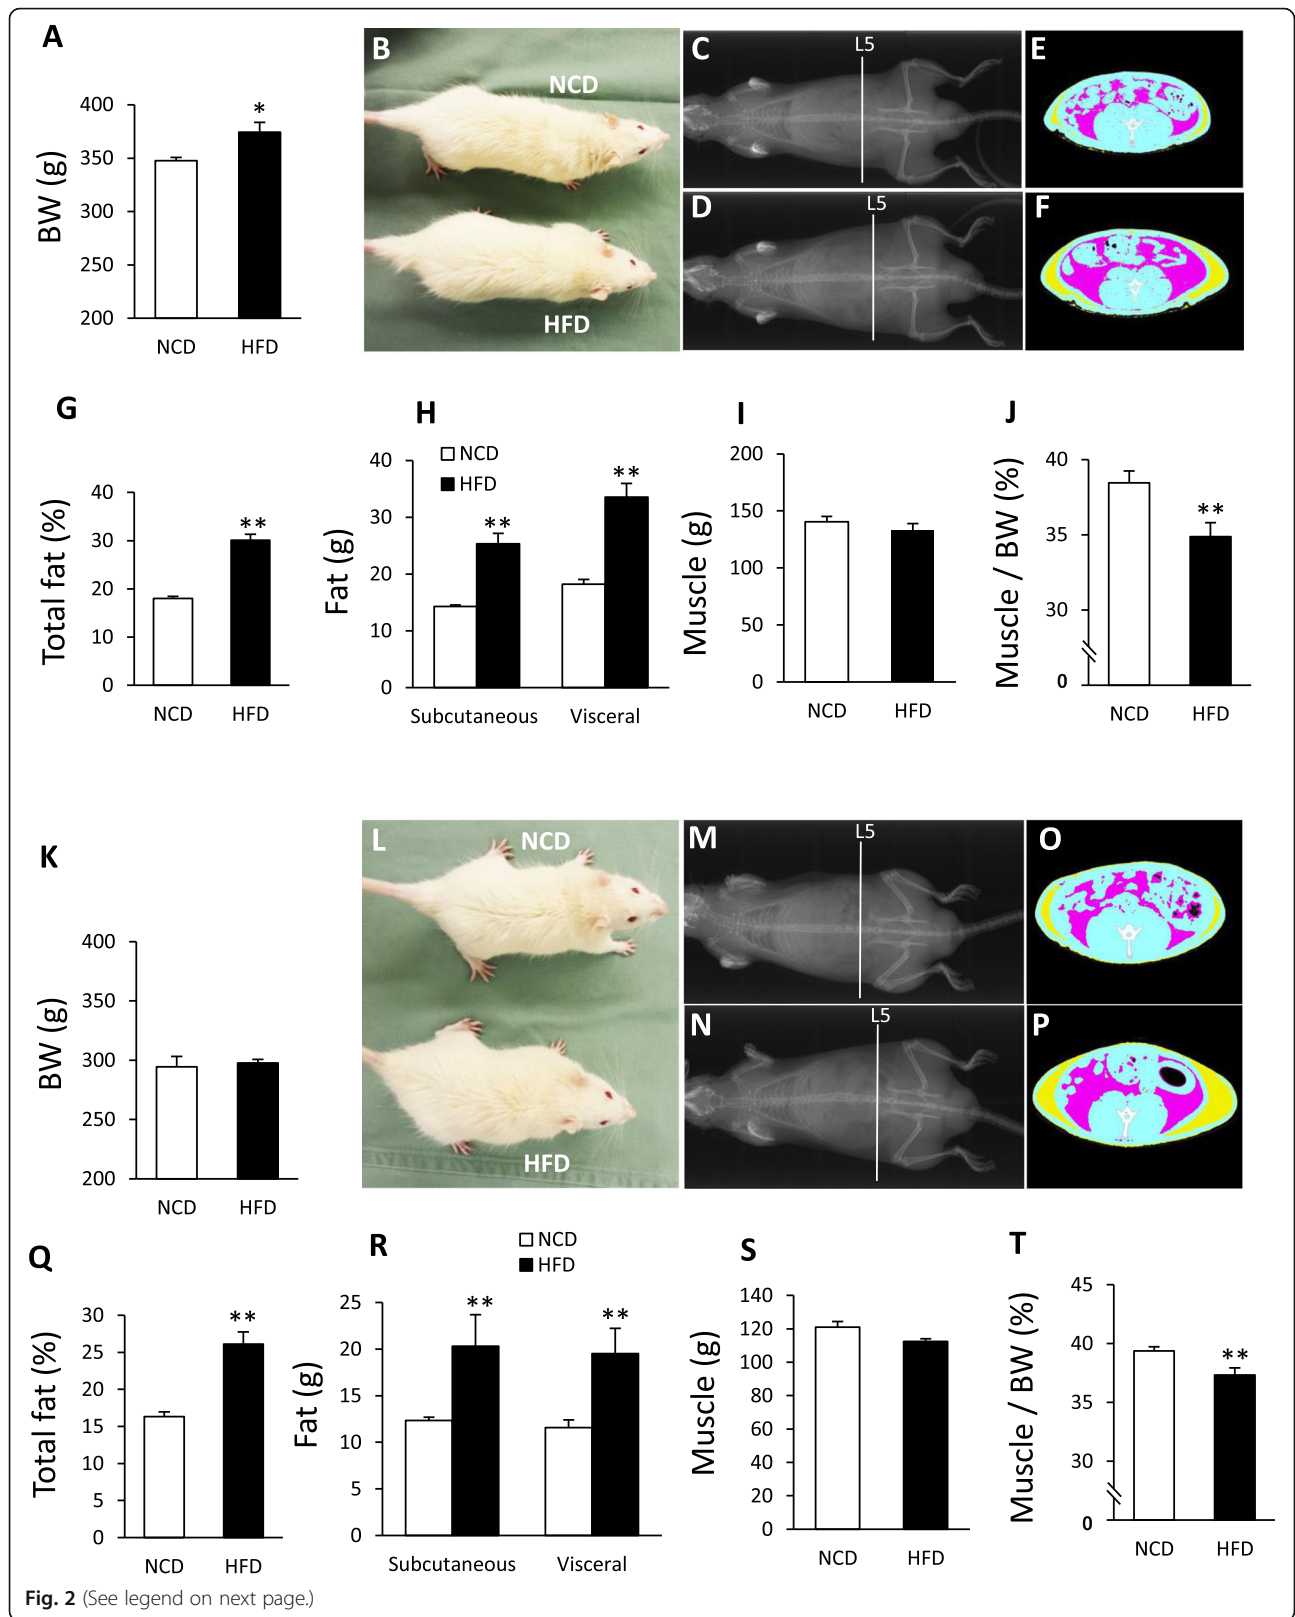 A
BW (g)
400
350
300
250
200
NCD HFD
*
B
NCD
HFD
C
L5
D
L5
E
F
G
Total fat (%)
40
30
20
10
0
**
NCD HFD
H
NCD
HFD
Fat (g)
40
30
20
10
0
**
**
Subcutaneous Visceral
I
Muscle (g)
200
150
100
50
0
NCD HFD
J
Muscle / BW (%)
40
35
30
0
**
NCD HFD
K
BW (g)
400
350
300
250
200
NCD HFD
L
NCD
HFD
M
L5
N
L5
O
P
Q
Total fat (%)
30
25
20
15
10
5
0
**
NCD HFD
R
NCD
HFD
Fat (g)
25
20
15
10
5
0
**
**
Subcutaneous Visceral
S
Muscle (g)
140
120
100
80
60
40
20
0
NCD HFD
T
Muscle / BW (%)
45
40
35
30
0
**
NCD HFD
Fig. 2 (See legend on next page.)